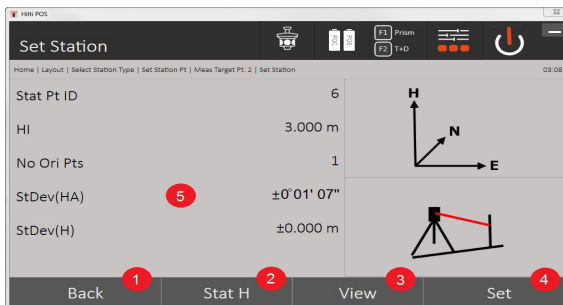 Hilti POS
Set Station
POC POS
F1 Prism
F2 T+D
Home | Layout | Select Station Type | Set Station Pt | Meas Target Pt. 2 | Set Station 03:08
Stat Pt ID 6
HI 3.000 m
No Ori Pts 1
StDev(HA) 5 ±0°01' 07"
StDev(H) ±0.000 m
H
N
E
1 2 3 4
Back Stat H View Set